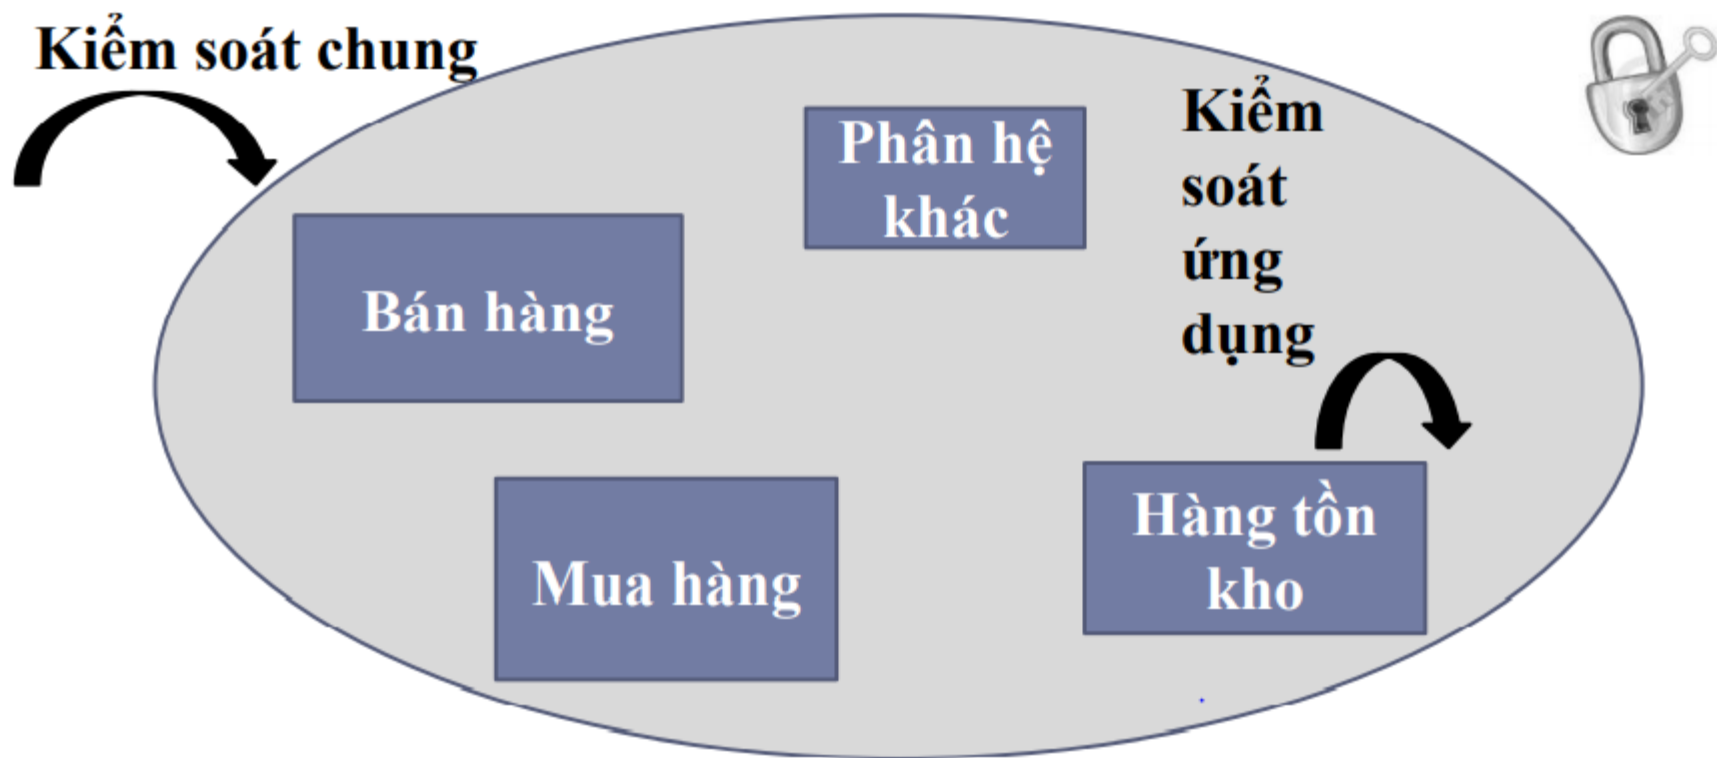 Kiểm soát chung
Phân hệ
khác
Kiểm
soát
ứng
dụng
Bán hàng
Mua hàng
Hàng tồn
kho